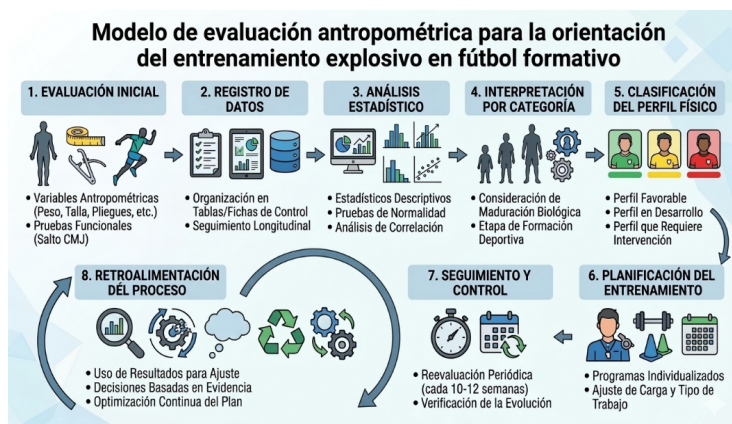 Modelo de evaluación antropométrica para la orientación
del entrenamiento explosivo en fútbol formativo
1. EVALUACIÓN INICIAL
• Variables Antropométricas
(Peso, Talla, Pliegues, etc.)
• Pruebas Funcionales
(Salto CMJ)
2. REGISTRO DE
DATOS
• Organización en
Tablas/Fichas de Control
• Seguimiento Longitudinal
3. ANÁLISIS
ESTADÍSTICO
• Estadísticos Descriptivos
• Pruebas de Normalidad
• Análisis de Correlación
4. INTERPRETACIÓN
POR CATEGORÍA
• Consideración de
Maduración Biológica
• Etapa de Formación
Deportiva
5. CLASIFICACIÓN
DEL PERFIL FÍSICO
• Perfil Favorable
• Perfil en Desarrollo
• Perfil que Requiere
Intervención
6. PLANIFICACIÓN DEL
ENTRENAMIENTO
• Programas Individualizados
• Ajuste de Carga y Tipo de
Trabajo
7. SEGUIMIENTO Y
CONTROL
• Reevaluación Periódica
(cada 10-12 semanas)
• Verificación de la Evolución
8. RETROALIMENTACIÓN
DÉL PROCESO
• Uso de Resultados para Ajuste
• Decisiones Basadas en Evidencia
• Optimización Continua del Plan